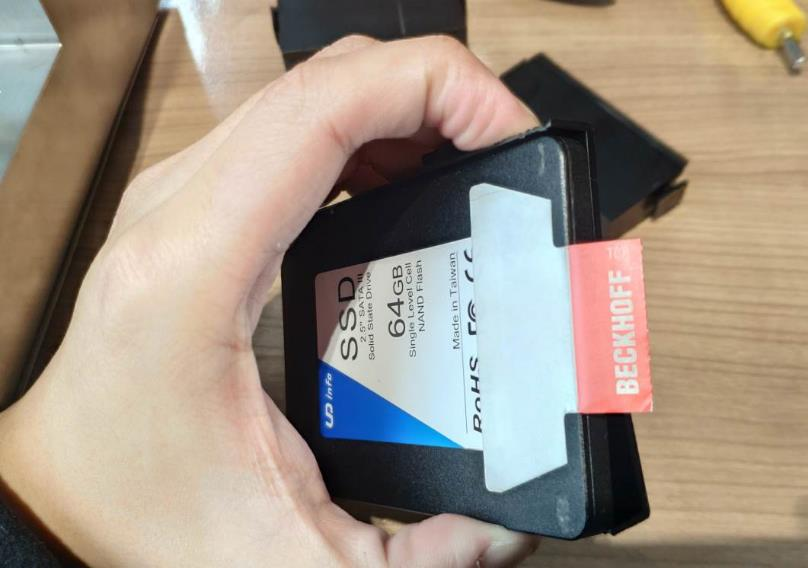 SSD
2.5" SATA III
Solid State Drive
64GB
Single Level Cell
NAND Flash
Made in Taiwan
RoHS
info
BECKHOFF